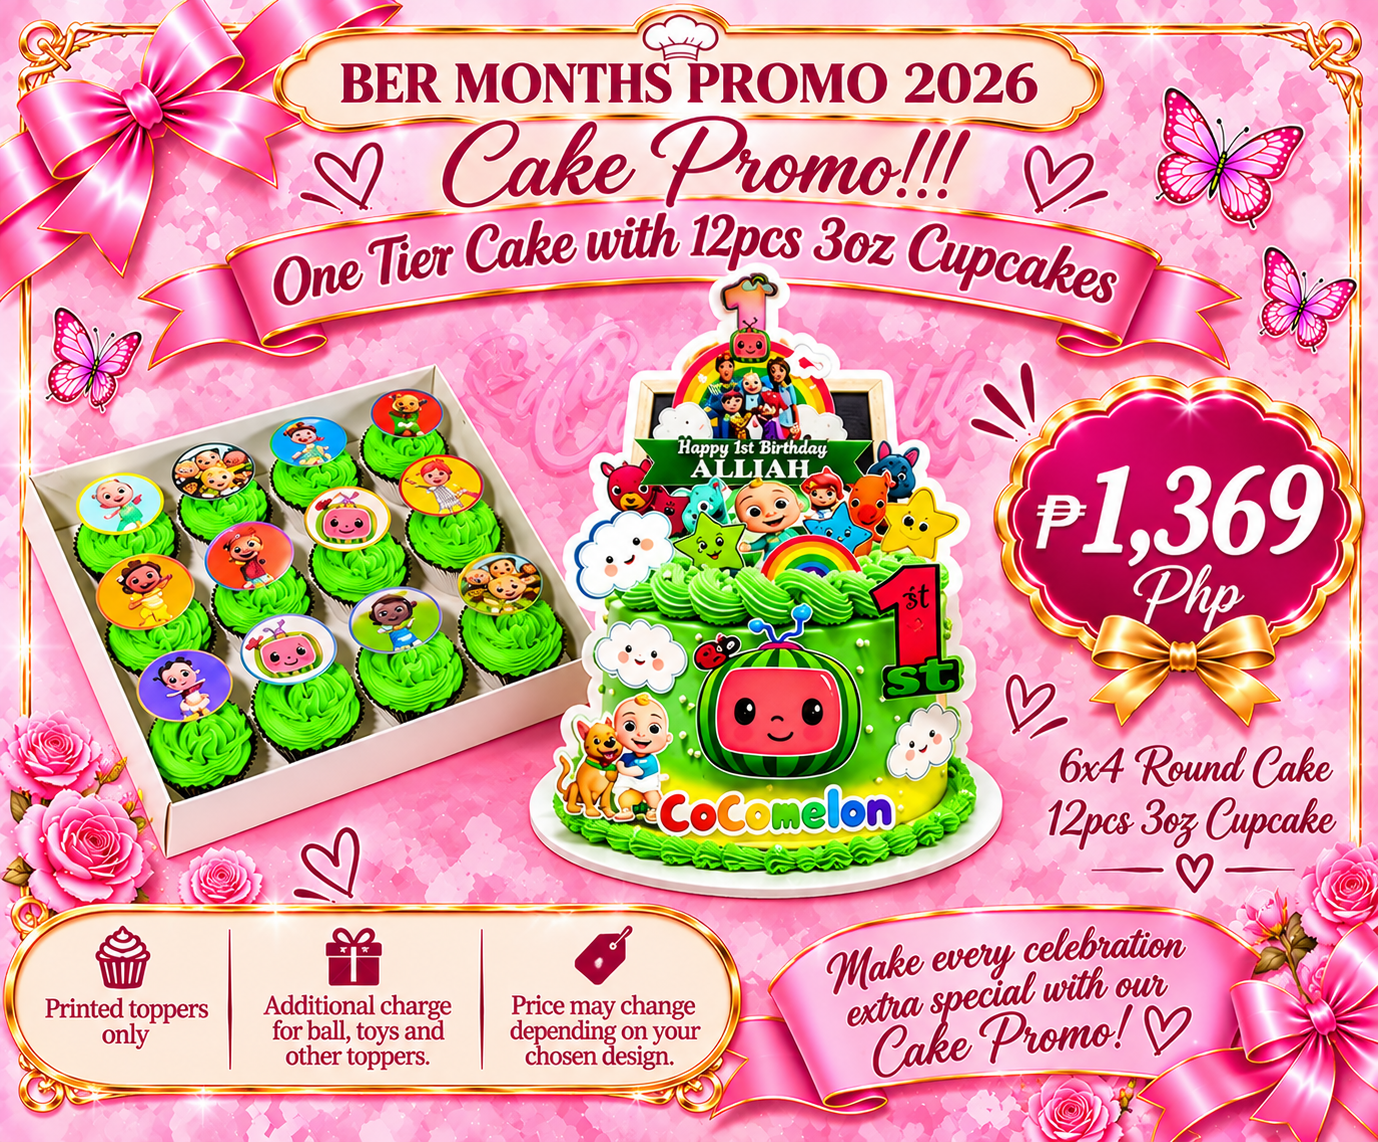 BER MONTHS PROMO 2026
Cake Promo!!!
One Tier Cake with 12pcs 3oz Cupcakes
1
Happy 1st Birthday
ALLIAH
1st
st
CoComelon
₱1,369
Php
6x4 Round Cake
12pcs 3oz Cupcake
Printed toppers
only
Additional charge
for ball, toys and
other toppers.
Price may change
depending on your
chosen design.
Make every celebration
extra special with our
Cake Promo!